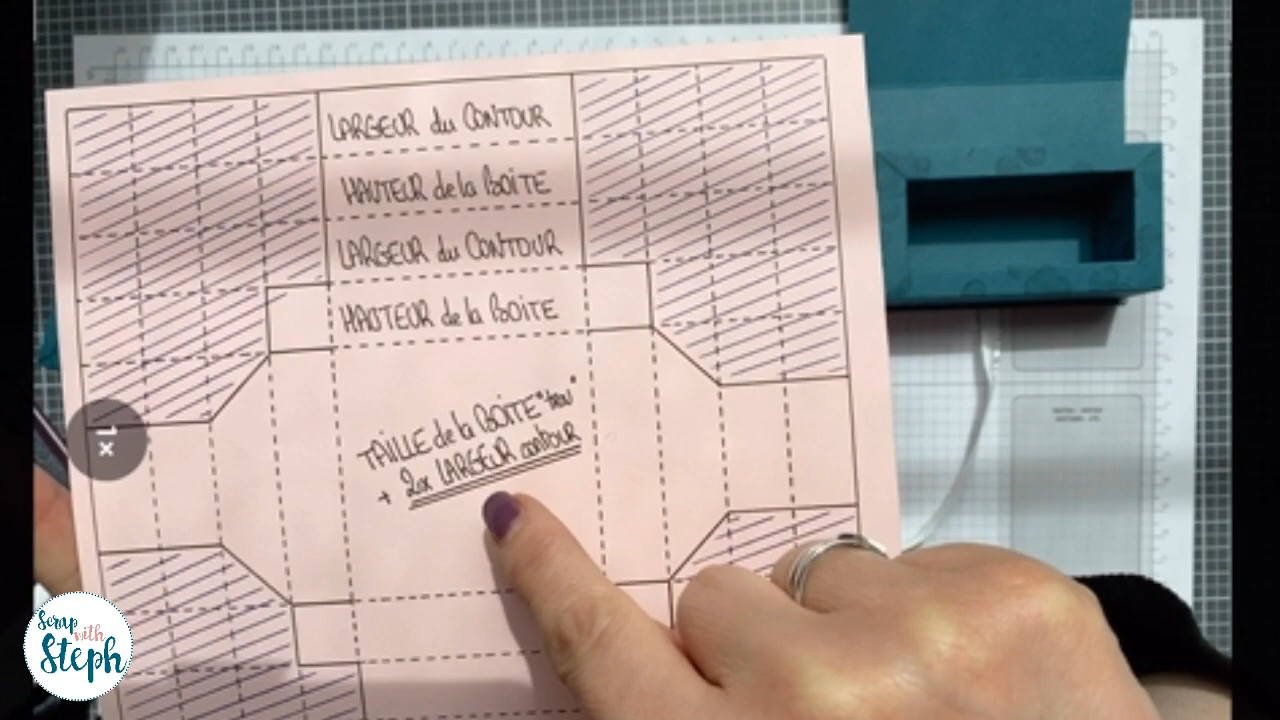 LARGEUR du CONTOUR
HAUTEUR de la BOITE
LARGEUR du CONTOUR
HAUTEUR de la BOITE
TAILLE de la BOITE "trou"
+ 2x LARGEUR contour
1x
Scrap
with
Steph